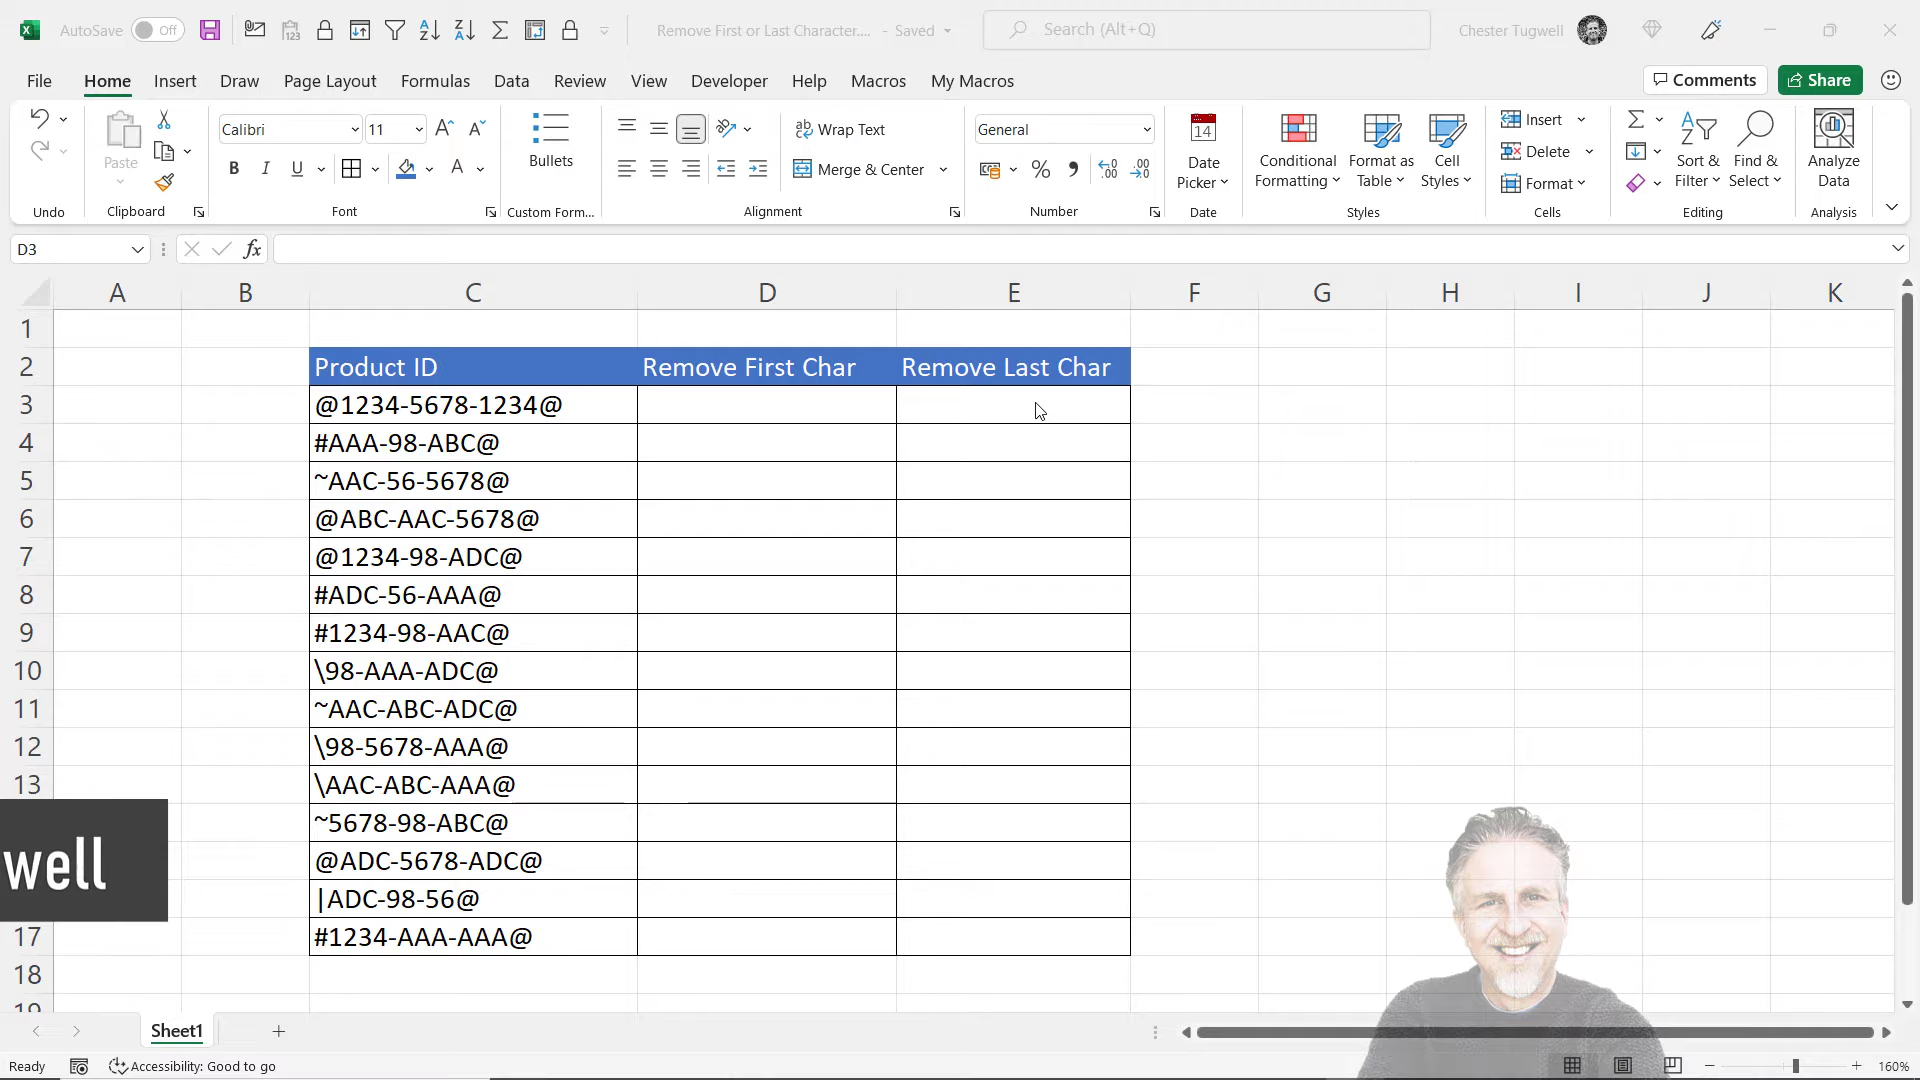 AutoSave Off Remove First or Last Character.... - Saved Search (Alt+Q) Chester Tugwell
File Home Insert Draw Page Layout Formulas Data Review View Developer Help Macros My Macros Comments Share
Paste
Calibri 11
B I U A
Bullets
Wrap Text
Merge & Center
General
% 
14
Date Picker
Conditional Formatting
Format as Table
Cell Styles
Insert
Delete
Format
Sort & Filter
Find & Select
Analyze Data
Undo Clipboard Font Custom Form... Alignment Number Date Styles Cells Editing Analysis
D3 fx
A B C D E F G H I J K
1
2 Product ID Remove First Char Remove Last Char
3 @1234-5678-1234@
4 #AAA-98-ABC@
5 ~AAC-56-5678@
6 @ABC-AAC-5678@
7 @1234-98-ADC@
8 #ADC-56-AAA@
9 #1234-98-AAC@
10 \98-AAA-ADC@
11 ~AAC-ABC-ADC@
12 \98-5678-AAA@
13 \AAC-ABC-AAA@
~5678-98-ABC@
well
@ADC-5678-ADC@
|ADC-98-56@
17 #1234-AAA-AAA@
18
19
Sheet1
Ready Accessibility: Good to go 160%